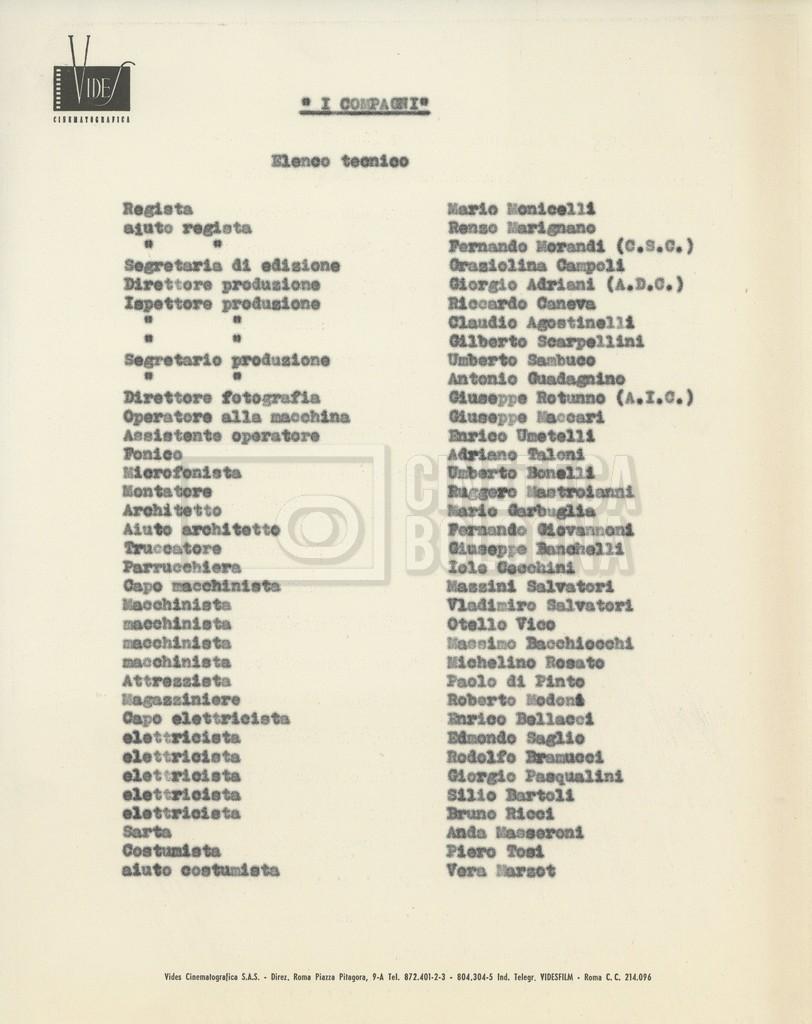 VIDES
CINEMATOGRAFICA
" I COMPAGNI"
Elenco tecnico
Regista Mario Monicelli
aiuto regista Renzo Marignano
" " Fernando Morandi (C.S.C.)
Segretaria di edizione Graziolina Campoli
Direttore produzione Giorgio Adriani (A.D.C.)
Ispettore produzione Riccardo Caneva
" " Claudio Agostinelli
" " Gilberto Scarpellini
Segretario produzione Umberto Sambuco
" " Antonio Guadagnino
Direttore fotografia Giuseppe Rotunno (A.I.C.)
Operatore alla macchina Giuseppe Maccari
Assistente operatore Enrico Umetelli
Fonico Adriano Taloni
Microfonista Umberto Bonelli
Montatore Ruggero Mastroianni
Architetto Mario Garbuglia
Aiuto architetto Fernando Giovannoni
Truccatore Giuseppe Banchelli
Parrucchiera Iole Cecchini
Capo macchinista Mazzini Salvatori
Macchinista Vladimiro Salvatori
macchinista Otello Vico
macchinista Massimo Bacchiocchi
macchinista Michelino Rosato
Attrezzista Paolo di Pinto
Magazziniere Roberto Modoni
Capo elettricista Enrico Bellacci
elettricista Edmondo Saglio
elettricista Rodolfo Bramucci
elettricista Giorgio Pasqualini
elettricista Silio Bartoli
elettricista Bruno Ricci
Sarta Anda Masseroni
Costumista Piero Tosi
aiuto costumista Vera Marzot
CINETECA
BOLOGNA
Vides Cinematografica S.A.S. - Direz. Roma Piazza Pitagora, 9-A Tel. 872.401-2-3 - 804,304-5 Ind. Telegr. VIDESFILM - Roma C. C. 214.096